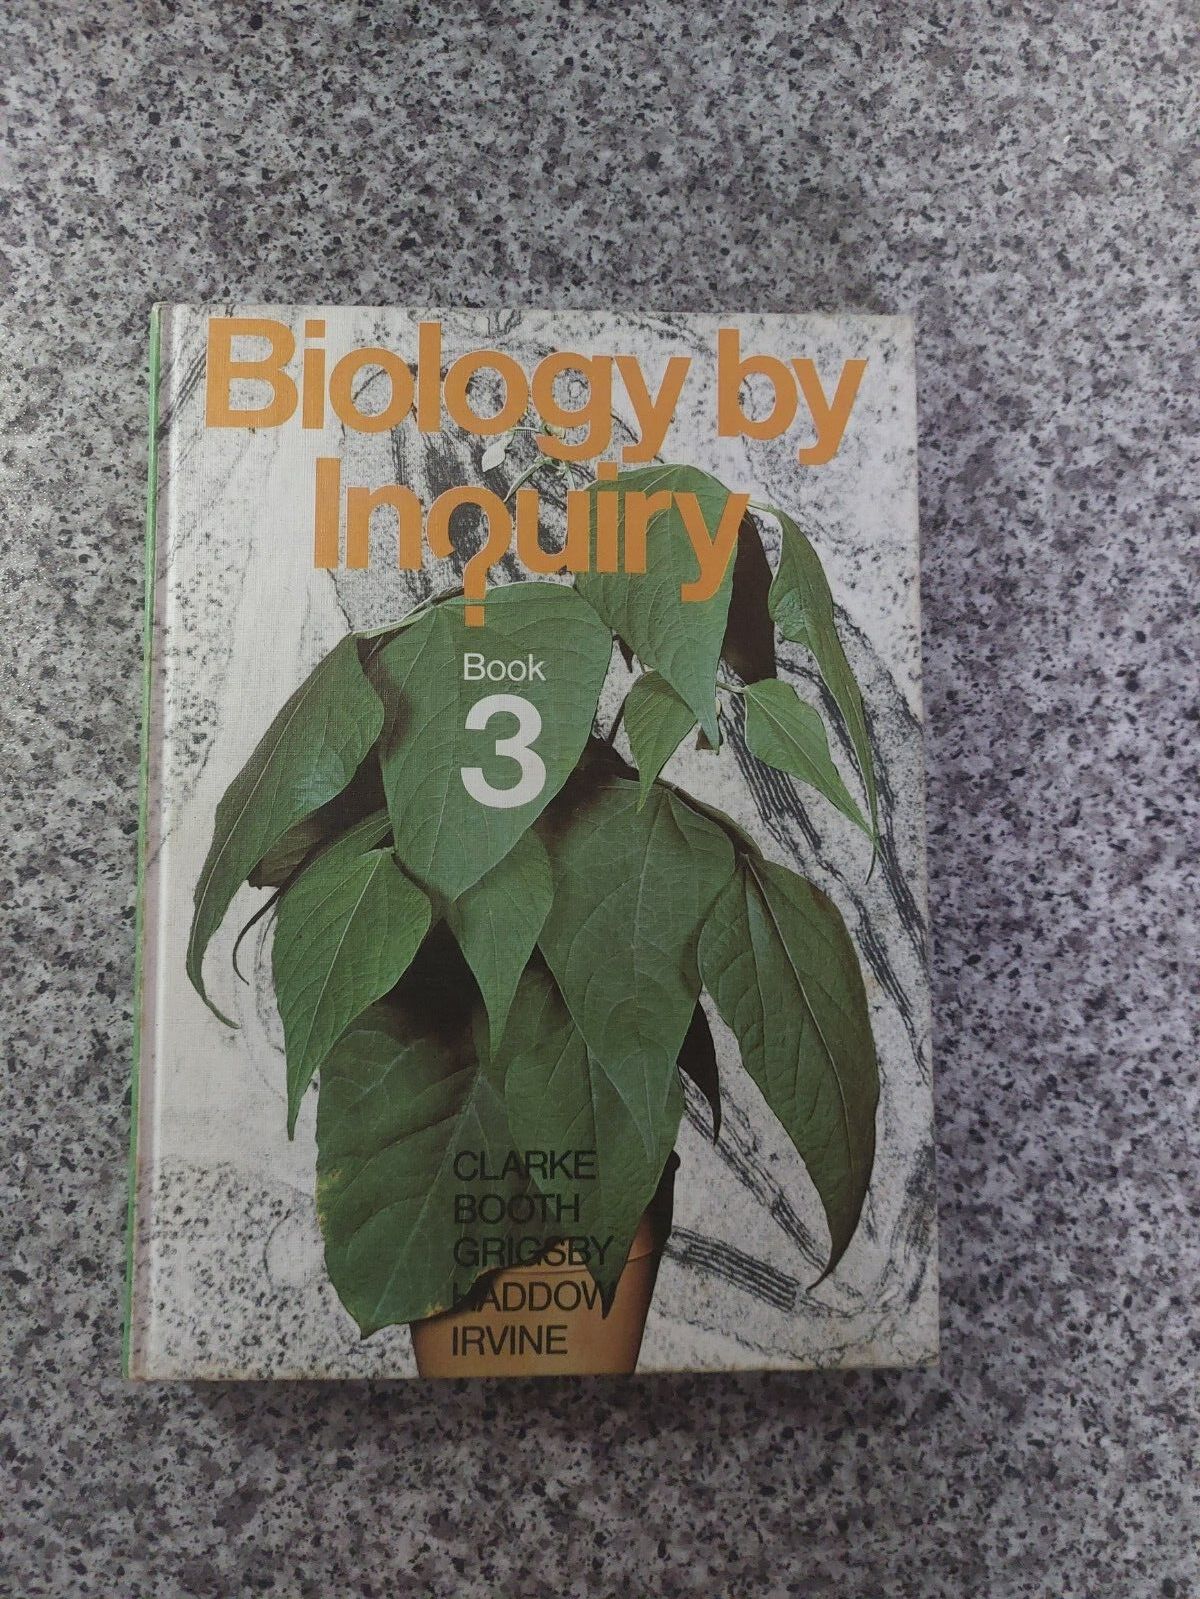 Biology by
Inquiry
Book
3
CLARKE
BOOTH
GRIGSBY
HADDOW
IRVINE